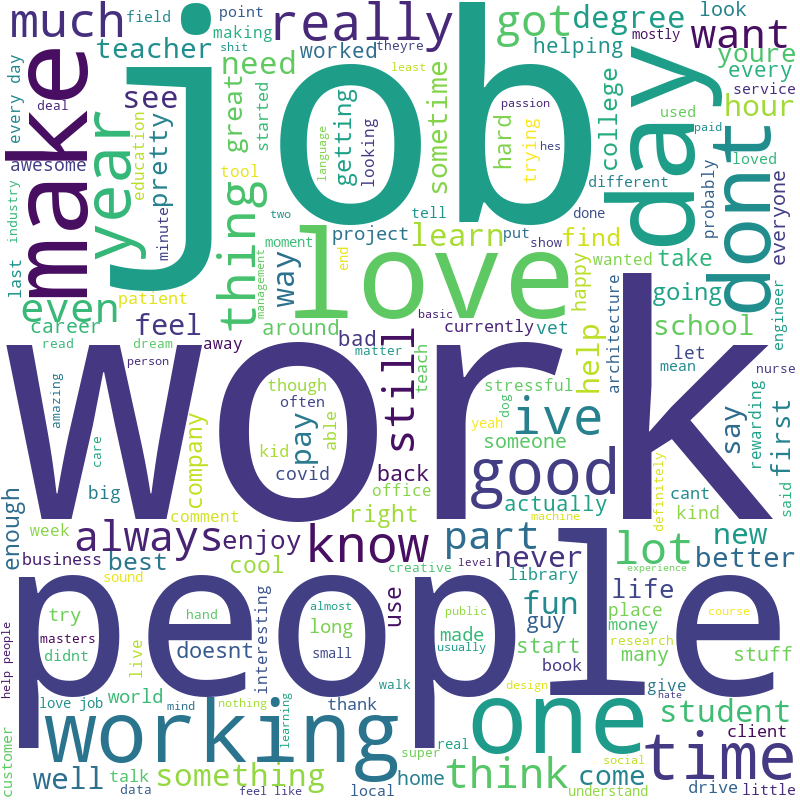 much
field
point
making
shit
theyre
really
got
degree
look
mostly
want
job
teacher
worked
need
helping
youre
every
service
every day
deal
make
see
great
started
sometime
hard
passion
hes
college
used
paid
day
hour
awesome
year
education
pretty
tool
language
getting
looking
least
trying
different
loved
dont
probably
everyone
industry
last
minute
thing
two
tell
done
moment
way
project
learn
put
show
find
wanted
happy
take
love
end
management
even
patient
career
feel
around
bad
basic
currently
vet
going
school
engineer
read
dream
person
away
matter
still
teach
help
architecture
let
mean
nurse
work
amazing
care
though
often
able
kid
pay
covid
stressful
dog
yeah
ive
someone
say
rewarding
first
said
big
company
comment
back
office
right
good
actually
machine
definitely
cant
kind
enough
week
business
best
sound
always
enjoy
cool
know
part
creative
level
never
library
lot
new
better
experience
life
people
try
masters
didnt
help people
hand
doesnt
interesting
almost
long
small
use
public
made
usually
fun
guy
start
book
place
money
many
research
course
stuff
live
love job
world
mind
nothing
learning
thank
walk
design
give
hate
customer
working
one
student
client
time
well
talk
data
something
feel like
local
super
real
home
think
social
come
understand
drive
little